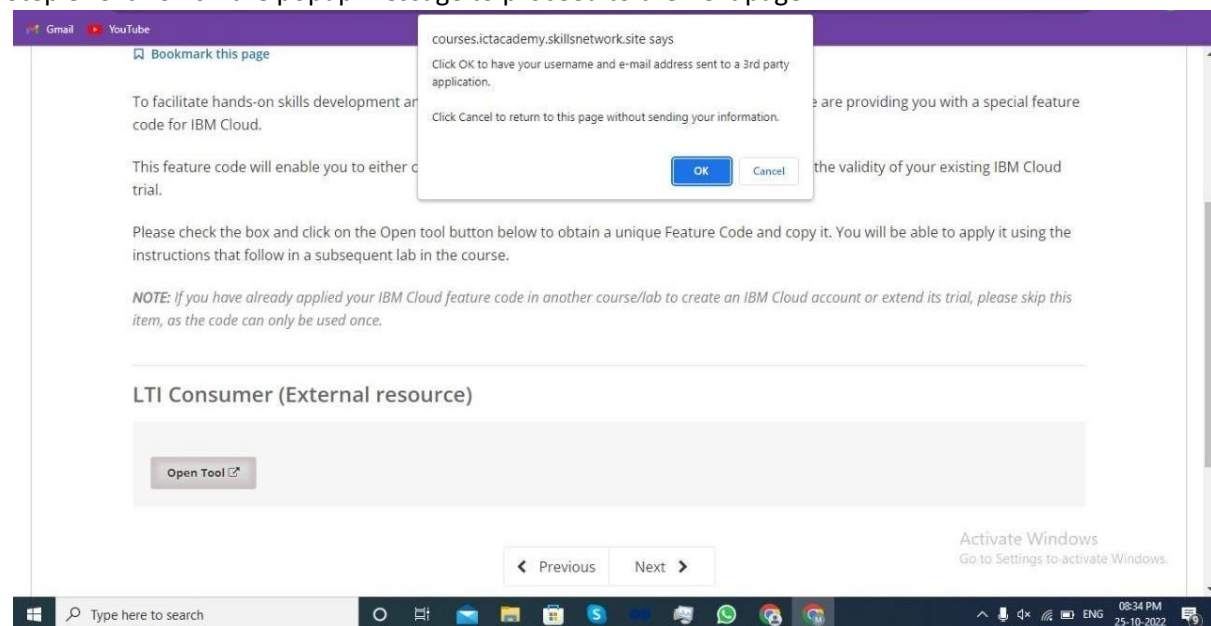 Gmail YouTube
courses.ictacademy.skillsnetwork.site says
Click OK to have your username and e-mail address sent to a 3rd party
application.
Click Cancel to return to this page without sending your information.
OK Cancel
Bookmark this page
To facilitate hands-on skills development are providing you with a special feature
code for IBM Cloud.
This feature code will enable you to either the validity of your existing IBM Cloud
trial.
Please check the box and click on the Open tool button below to obtain a unique Feature Code and copy it. You will be able to apply it using the
instructions that follow in a subsequent lab in the course.
NOTE: If you have already applied your IBM Cloud feature code in another course/lab to create an IBM Cloud account or extend its trial, please skip this
item, as the code can only be used once.
LTI Consumer (External resource)
Open Tool
Activate Windows
Go to Settings to activate Windows.
Previous Next
Type here to search
ENG
08:34 PM
25-10-2022